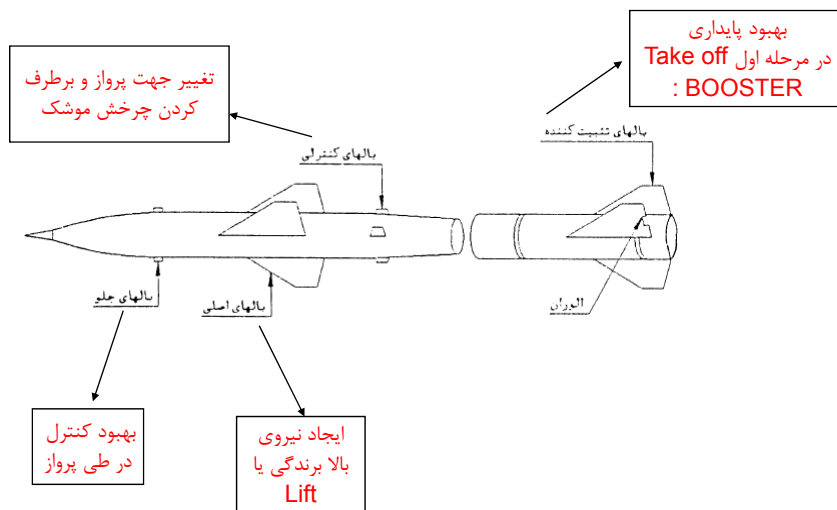 بهبود پایداری
در مرحله اول Take off
BOOSTER :
تغییر جهت پرواز و برطرف
کردن چرخش موشک
بالهای تثبیت کننده
بالهای کنترلی
بالهای جلو
بالهای اصلی
الوران
بهبود کنترل
در طی پرواز
ایجاد نیروی
بالا برندگی یا
Lift